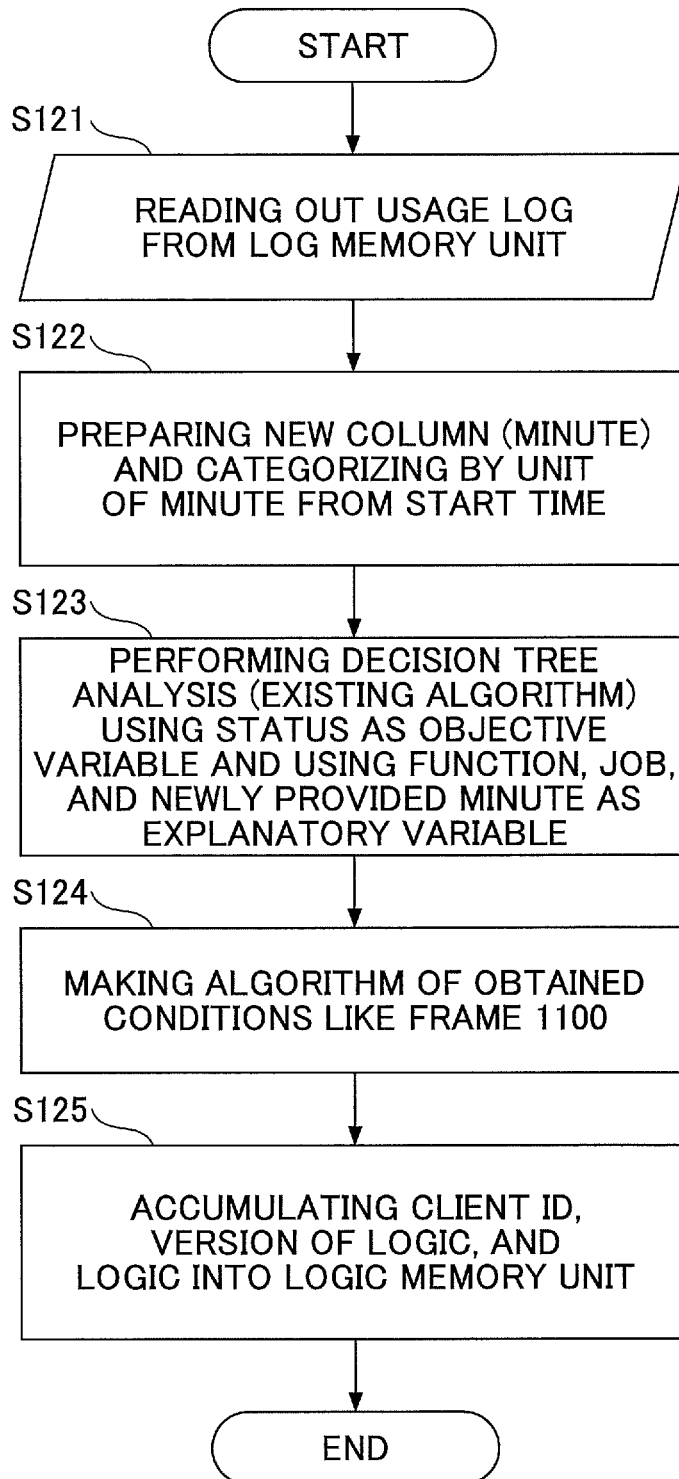 START
S121
READING OUT USAGE LOG
FROM LOG MEMORY UNIT
S122
PREPARING NEW COLUMN (MINUTE)
AND CATEGORIZING BY UNIT
OF MINUTE FROM START TIME
S123
PERFORMING DECISION TREE
ANALYSIS (EXISTING ALGORITHM)
USING STATUS AS OBJECTIVE
VARIABLE AND USING FUNCTION, JOB,
AND NEWLY PROVIDED MINUTE AS
EXPLANATORY VARIABLE
S124
MAKING ALGORITHM OF OBTAINED
CONDITIONS LIKE FRAME 1100
S125
ACCUMULATING CLIENT ID,
VERSION OF LOGIC, AND
LOGIC INTO LOGIC MEMORY UNIT
END